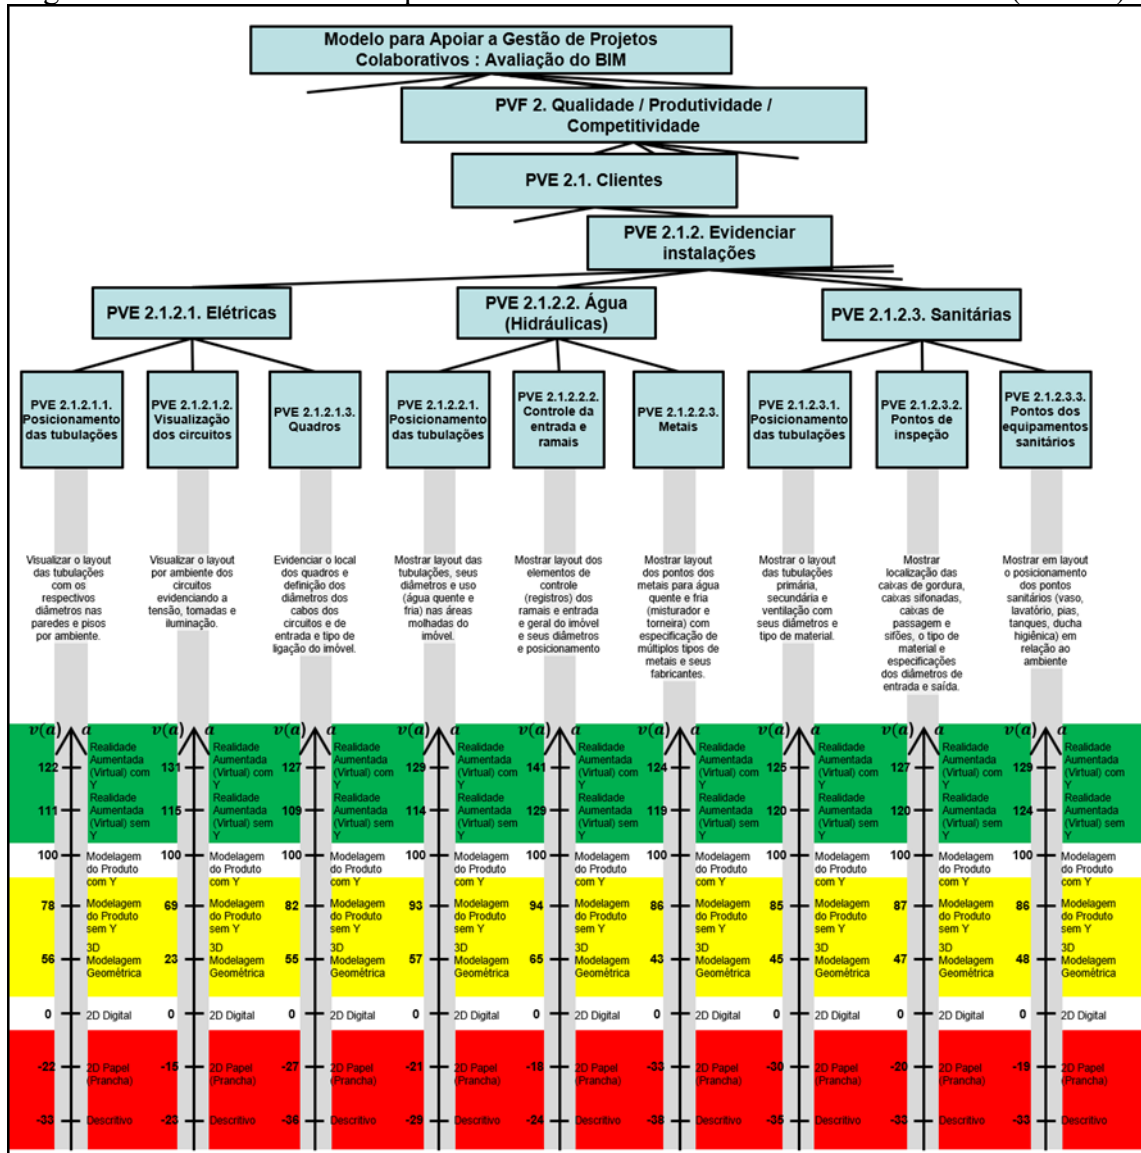 Modelo para Apoiar a Gestão de Projetos
Colaborativos : Avaliação do BIM
PVF 2. Qualidade / Produtividade /
Competitividade
PVE 2.1. Clientes
PVE 2.1.2. Evidenciar
instalações
PVE 2.1.2.1. Elétricas
PVE 2.1.2.2. Água
(Hidráulicas)
PVE 2.1.2.3. Sanitárias
PVE 2.1.2.1.1.
Posicionamento
das tubulações
PVE 2.1.2.1.2.
Visualização
dos circuitos
PVE 2.1.2.1.3.
Quadros
PVE 2.1.2.2.1.
Posicionamento
das tubulações
PVE 2.1.2.2.2.
Controle da
entrada e
ramais
PVE 2.1.2.2.3.
Metais
PVE 2.1.2.3.1.
Posicionamento
das tubulações
PVE 2.1.2.3.2.
Pontos de
inspeção
PVE 2.1.2.3.3.
Pontos dos
equipamentos
sanitários
Visualizar o layout
das tubulações
com os
respectivos
diâmetros nas
paredes e pisos
por ambiente.
Visualizar o layout
por ambiente dos
circuitos
evidenciando a
tensão, tomadas e
iluminação.
Evidenciar o local
dos quadros e
definição dos
diâmetros dos
cabos dos
circuitos e de
entrada e tipo de
ligação do imóvel.
Mostrar layout das
tubulações, seus
diâmetros e uso
(água quente e
fria) nas áreas
molhadas do
imóvel.
Mostrar layout dos
elementos de
controle
(registros) dos
ramais e entrada
e geral do imóvel
e seus diâmetros
e posicionamento
Mostrar layout
dos pontos dos
metais para água
quente e fria
(misturador e
torneira) com
especificação de
múltiplos tipos de
metais e seus
fabricantes.
Mostrar o layout
das tubulações
primária,
secundária e
ventilação com
seus diâmetros e
tipo de material.
Mostrar
localização das
caixas de gordura,
caixas sifonadas,
caixas de
passagem e
sifões, o tipo de
material e
especificações
dos diâmetros de
entrada e saída.
Mostrar em layout
o posicionamento
dos pontos
sanitários (vaso,
lavatório, pias,
tanques, ducha
higiênica) em
relação ao
ambiente
v(a) a v(a) a v(a) a v(a) a v(a) a v(a) a v(a) a v(a) a v(a) a
Realidade Realidade Realidade Realidade Realidade Realidade Realidade Realidade Realidade
Aumentada Aumentada Aumentada Aumentada Aumentada Aumentada Aumentada Aumentada Aumentada
122 (Virtual) com 131 (Virtual) com 127 (Virtual) com 129 (Virtual) com 141 (Virtual) com 124 (Virtual) com 125 (Virtual) com 127 (Virtual) com 129 (Virtual) com
Y Y Y Y Y Y Y Y Y
Realidade Realidade Realidade Realidade Realidade Realidade Realidade Realidade Realidade
111 Aumentada 115 Aumentada 109 Aumentada 114 Aumentada 129 Aumentada 119 Aumentada 120 Aumentada 120 Aumentada 124 Aumentada
(Virtual) sem (Virtual) sem (Virtual) sem (Virtual) sem (Virtual) sem (Virtual) sem (Virtual) sem (Virtual) sem (Virtual) sem
Y Y Y Y Y Y Y Y Y
100 Modelagem 100 Modelagem 100 Modelagem 100 Modelagem 100 Modelagem 100 Modelagem 100 Modelagem 100 Modelagem 100 Modelagem
do Produto do Produto do Produto do Produto do Produto do Produto do Produto do Produto do Produto
com Y com Y com Y com Y com Y com Y com Y com Y com Y
78 Modelagem 69 Modelagem 82 Modelagem 93 Modelagem 94 Modelagem 86 Modelagem 85 Modelagem 87 Modelagem 86 Modelagem
do Produto do Produto do Produto do Produto do Produto do Produto do Produto do Produto do Produto
sem Y sem Y sem Y sem Y sem Y sem Y sem Y sem Y sem Y
3D 3D 3D 3D 3D 3D 3D 3D 3D
56 Modelagem 23 Modelagem 55 Modelagem 57 Modelagem 65 Modelagem 43 Modelagem 45 Modelagem 47 Modelagem 48 Modelagem
Geométrica Geométrica Geométrica Geométrica Geométrica Geométrica Geométrica Geométrica Geométrica
0 2D Digital 0 2D Digital 0 2D Digital 0 2D Digital 0 2D Digital 0 2D Digital 0 2D Digital 0 2D Digital 0 2D Digital
-22 2D Papel -15 2D Papel -27 2D Papel -21 2D Papel -18 2D Papel -33 2D Papel -30 2D Papel -20 2D Papel -19 2D Papel
(Prancha) (Prancha) (Prancha) (Prancha) (Prancha) (Prancha) (Prancha) (Prancha) (Prancha)
-33 Descritivo -23 Descritivo -36 Descritivo -29 Descritivo -24 Descritivo -38 Descritivo -35 Descritivo -33 Descritivo -33 Descritivo